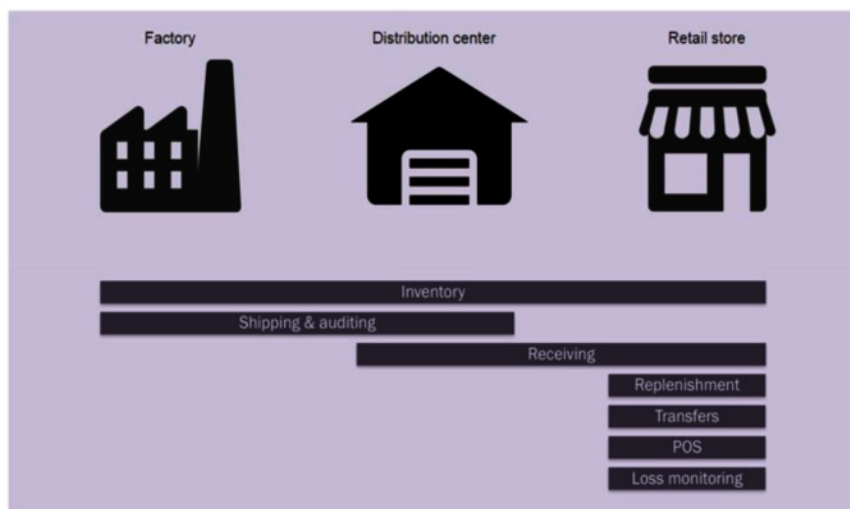 Factory
Distribution center
Retail store
Inventory
Shipping & auditing
Receiving
Replenishment
Transfers
POS
Loss monitoring